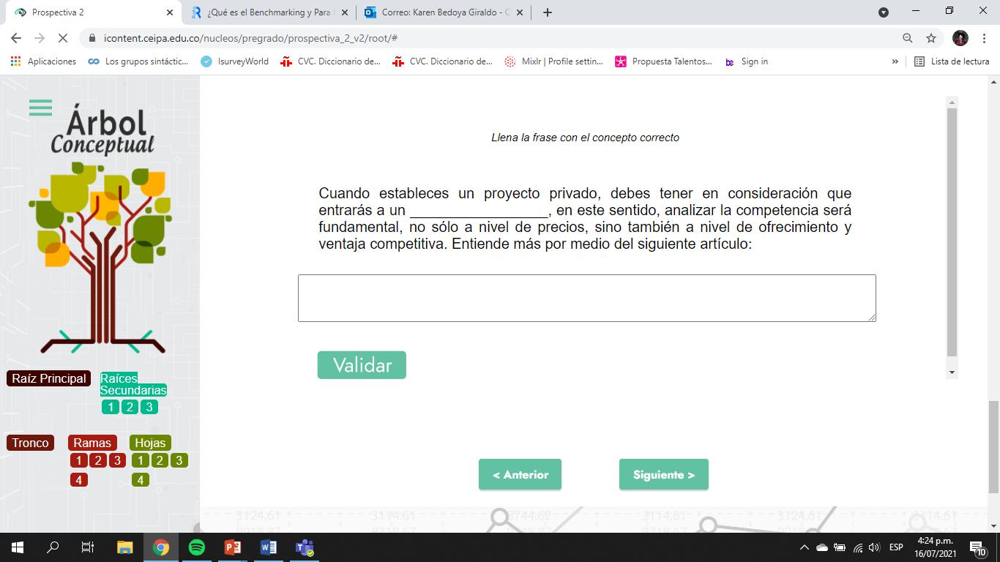 Prospectiva 2
¿Qué es el Benchmarking y Para
Correo: Karen Bedoya Giraldo - 
icontent.ceipa.edu.co/nucleos/pregrado/prospectiva_2_v2/root/#
Aplicaciones
Los grupos sintáctic...
IsurveyWorld
CVC. Diccionario de...
CVC. Diccionario de...
Mixlr | Profile settin...
Propuesta Talentos...
be
Sign in
»
Lista de lectura
Árbol
Conceptual
Llena la frase con el concepto correcto
Cuando estableces un proyecto privado, debes tener en consideración que
entrarás a un _________________, en este sentido, analizar la competencia será
fundamental, no sólo a nivel de precios, sino también a nivel de ofrecimiento y
ventaja competitiva. Entiende más por medio del siguiente artículo:
Validar
Raíz Principal
Raíces
Secundarias
1 2 3
Tronco
Ramas
1 2 3
4
Hojas
1 2 3
4
< Anterior
Siguiente >
3124.61
3114.61
3744.62
3114.61
3124.61
3114.61
ESP
4:24 p.m.
16/07/2021
10